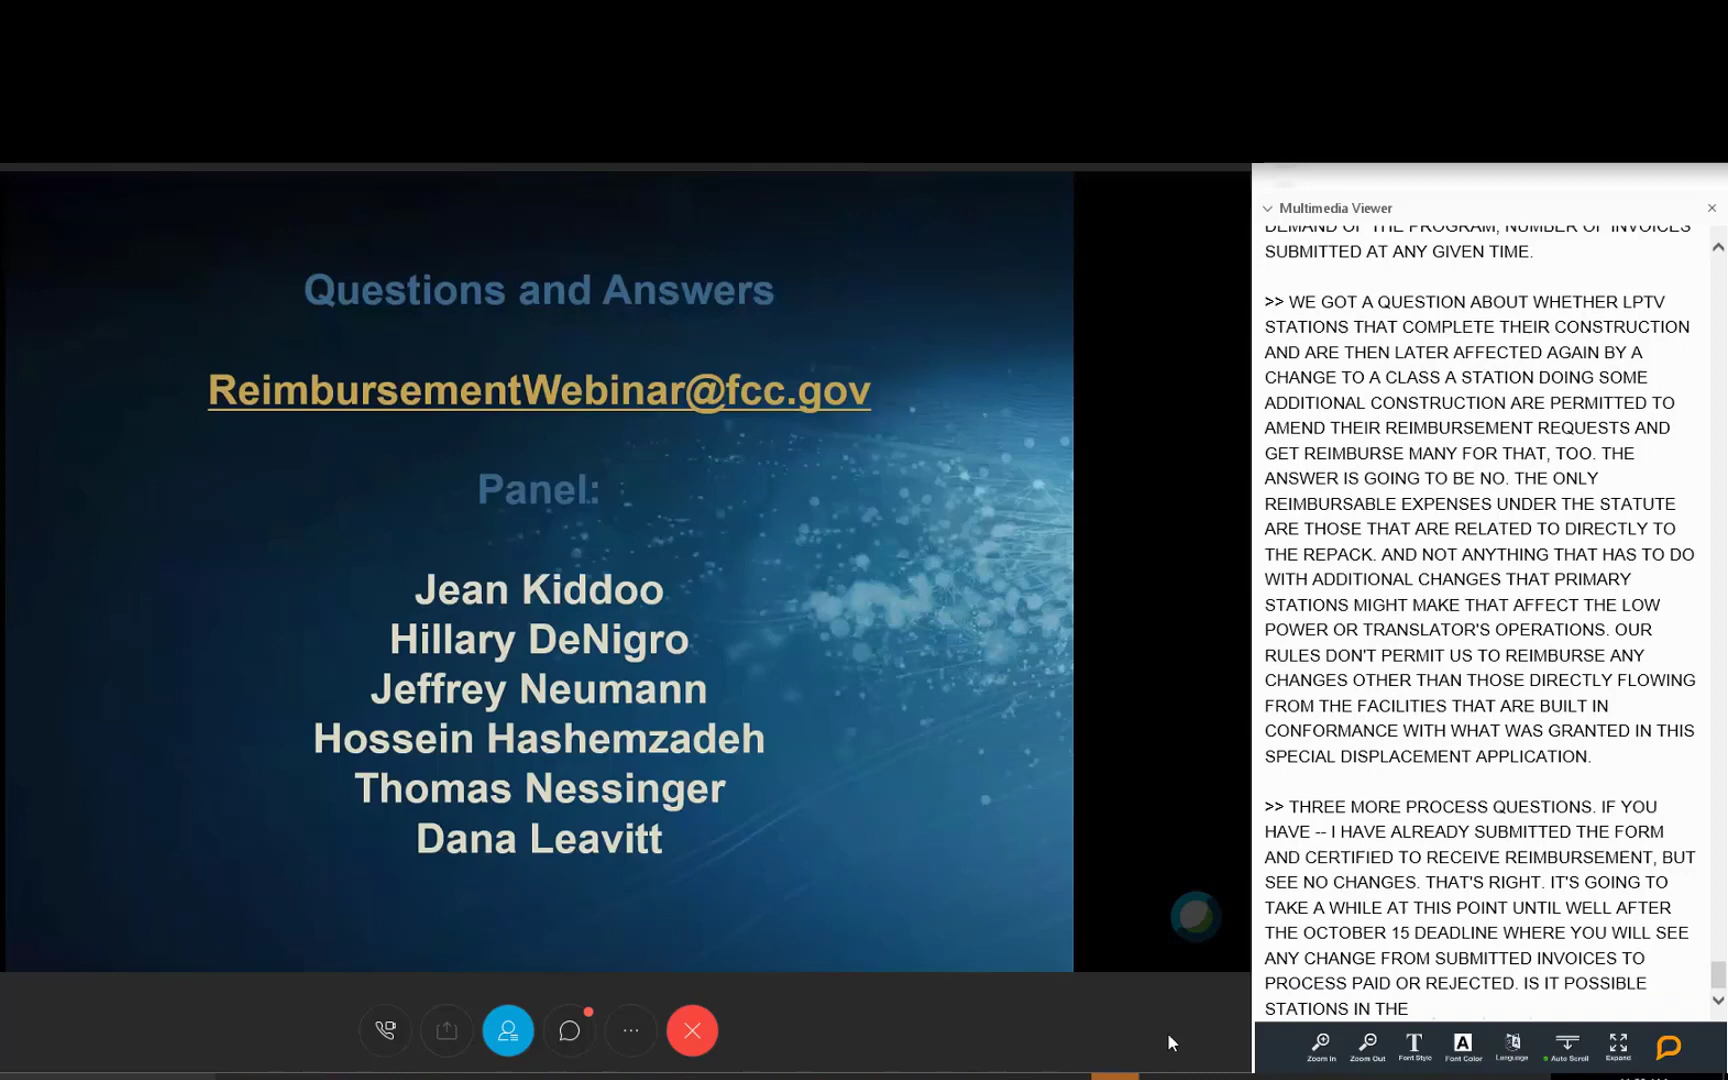 Questions and Answers
ReimbursementWebinar@fcc.gov
Panel:
Jean Kiddoo
Hillary DeNigro
Jeffrey Neumann
Hossein Hashemzadeh
Thomas Nessinger
Dana Leavitt
Multimedia Viewer
DEMAND OF THE PROGRAM, NUMBER OF INVOICES
SUBMITTED AT ANY GIVEN TIME.
>> WE GOT A QUESTION ABOUT WHETHER LPTV
STATIONS THAT COMPLETE THEIR CONSTRUCTION
AND ARE THEN LATER AFFECTED AGAIN BY A
CHANGE TO A CLASS A STATION DOING SOME
ADDITIONAL CONSTRUCTION ARE PERMITTED TO
AMEND THEIR REIMBURSEMENT REQUESTS AND
GET REIMBURSE MANY FOR THAT, TOO. THE
ANSWER IS GOING TO BE NO. THE ONLY
REIMBURSABLE EXPENSES UNDER THE STATUTE
ARE THOSE THAT ARE RELATED TO DIRECTLY TO
THE REPACK. AND NOT ANYTHING THAT HAS TO DO
WITH ADDITIONAL CHANGES THAT PRIMARY
STATIONS MIGHT MAKE THAT AFFECT THE LOW
POWER OR TRANSLATOR'S OPERATIONS. OUR
RULES DON'T PERMIT US TO REIMBURSE ANY
CHANGES OTHER THAN THOSE DIRECTLY FLOWING
FROM THE FACILITIES THAT ARE BUILT IN
CONFORMANCE WITH WHAT WAS GRANTED IN THIS
SPECIAL DISPLACEMENT APPLICATION.
>> THREE MORE PROCESS QUESTIONS. IF YOU
HAVE -- I HAVE ALREADY SUBMITTED THE FORM
AND CERTIFIED TO RECEIVE REIMBURSEMENT, BUT
SEE NO CHANGES. THAT'S RIGHT. IT'S GOING TO
TAKE A WHILE AT THIS POINT UNTIL WELL AFTER
THE OCTOBER 15 DEADLINE WHERE YOU WILL SEE
ANY CHANGE FROM SUBMITTED INVOICES TO
PROCESS PAID OR REJECTED. IS IT POSSIBLE
STATIONS IN THE
Zoom In Zoom Out Font Style Font Color Language Auto Scroll Expand